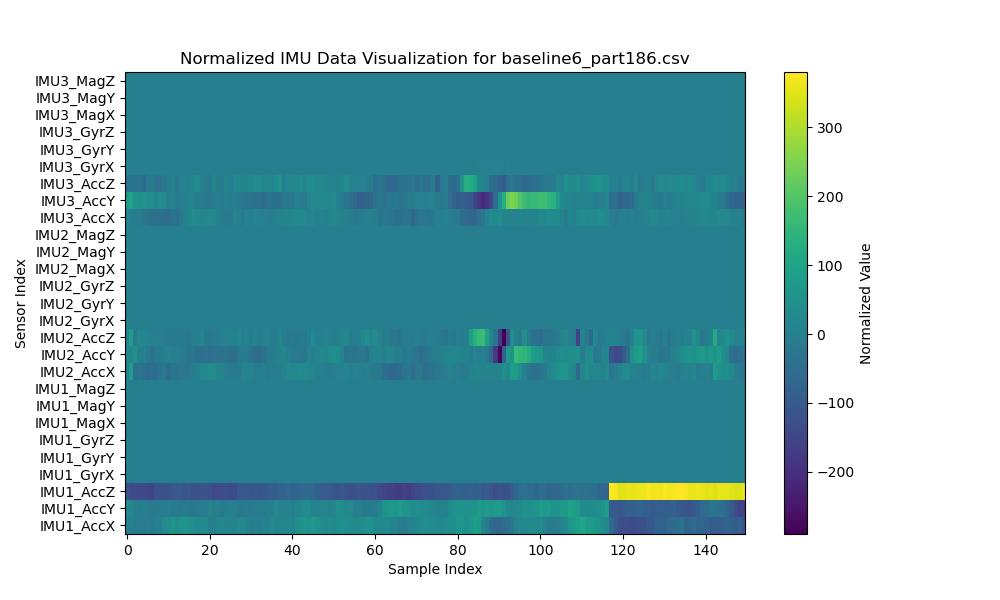 Normalized IMU Data Visualization for baseline6_part186.csv
IMU3_MagZ
IMU3_MagY
IMU3_MagX
IMU3_GyrZ
IMU3_GyrY
IMU3_GyrX
IMU3_AccZ
IMU3_AccY
IMU3_AccX
IMU2_MagZ
IMU2_MagY
IMU2_MagX
IMU2_GyrZ
IMU2_GyrY
IMU2_GyrX
IMU2_AccZ
IMU2_AccY
IMU2_AccX
IMU1_MagZ
IMU1_MagY
IMU1_MagX
IMU1_GyrZ
IMU1_GyrY
IMU1_GyrX
IMU1_AccZ
IMU1_AccY
IMU1_AccX
Sensor Index
0 20 40 60 80 100 120 140
Sample Index
300
200
100
0
−100
−200
Normalized Value